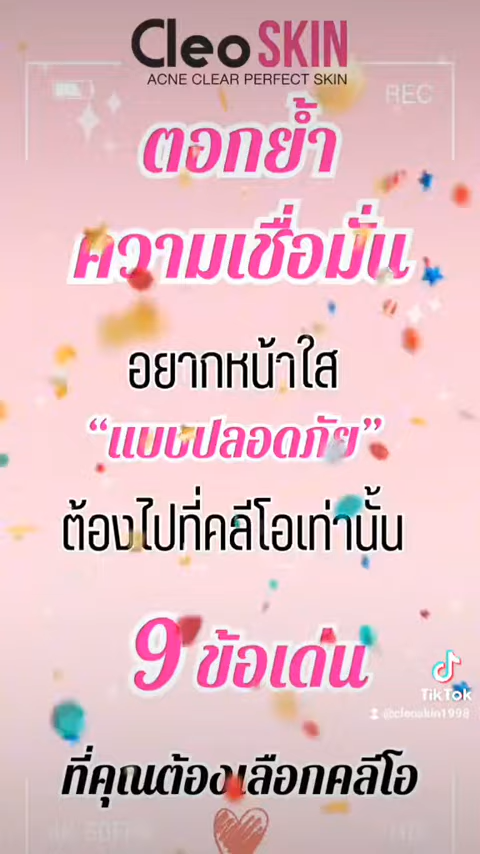 Cleo SKIN
ACNE CLEAR PERFECT SKIN
REC
ตอกย้ำ
ความเชื่อมั่น
อยากหน้าใส
“แบบปลอดภัย”
ต้องไปที่คลีโอเท่านั้น
9 ข้อเด่น
TikTok
@cleoskin1998
ที่คุณต้องเลือกคลีโอ